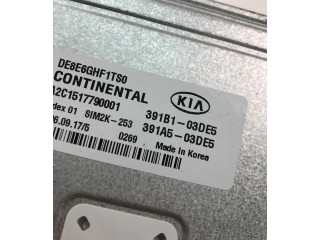 DE8E6GHF1TS0
CONTINENTAL KIA
A2C1517790001 391B1-03DE5
dex 01 SIM2K-253 391A5-03DE5
6.09.17/5 0269 Made in Korea